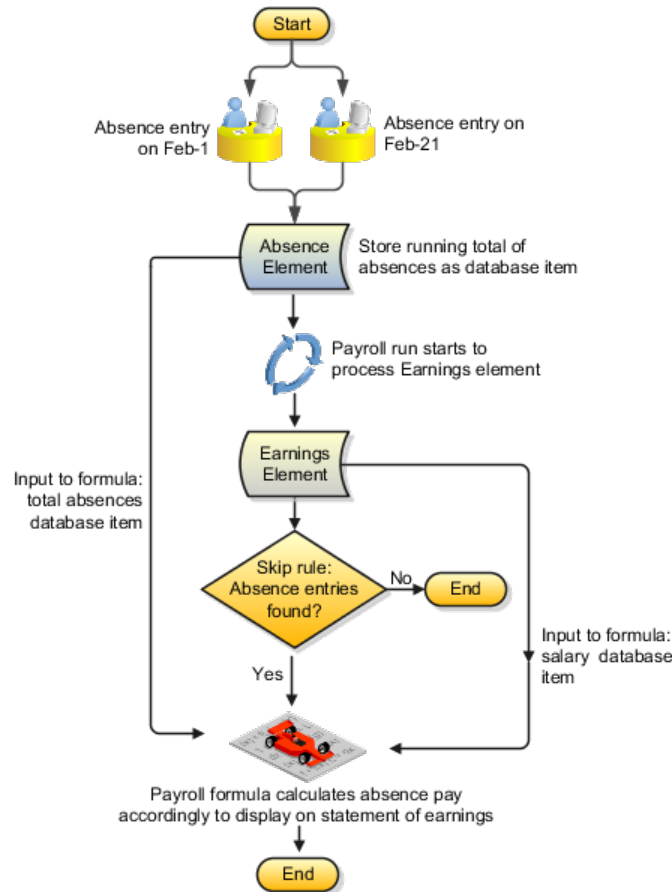 Start
Absence entry
on Feb-1
Absence entry on
Feb-21
Absence
Element
Store running total of
absences as database item
Payroll run starts to
process Earnings element
Earnings
Element
Input to formula:
total absences
database item
Skip rule:
Absence entries
found?
No
End
Input to formula:
salary database
item
Yes
Payroll formula calculates absence pay
accordingly to display on statement of earnings
End